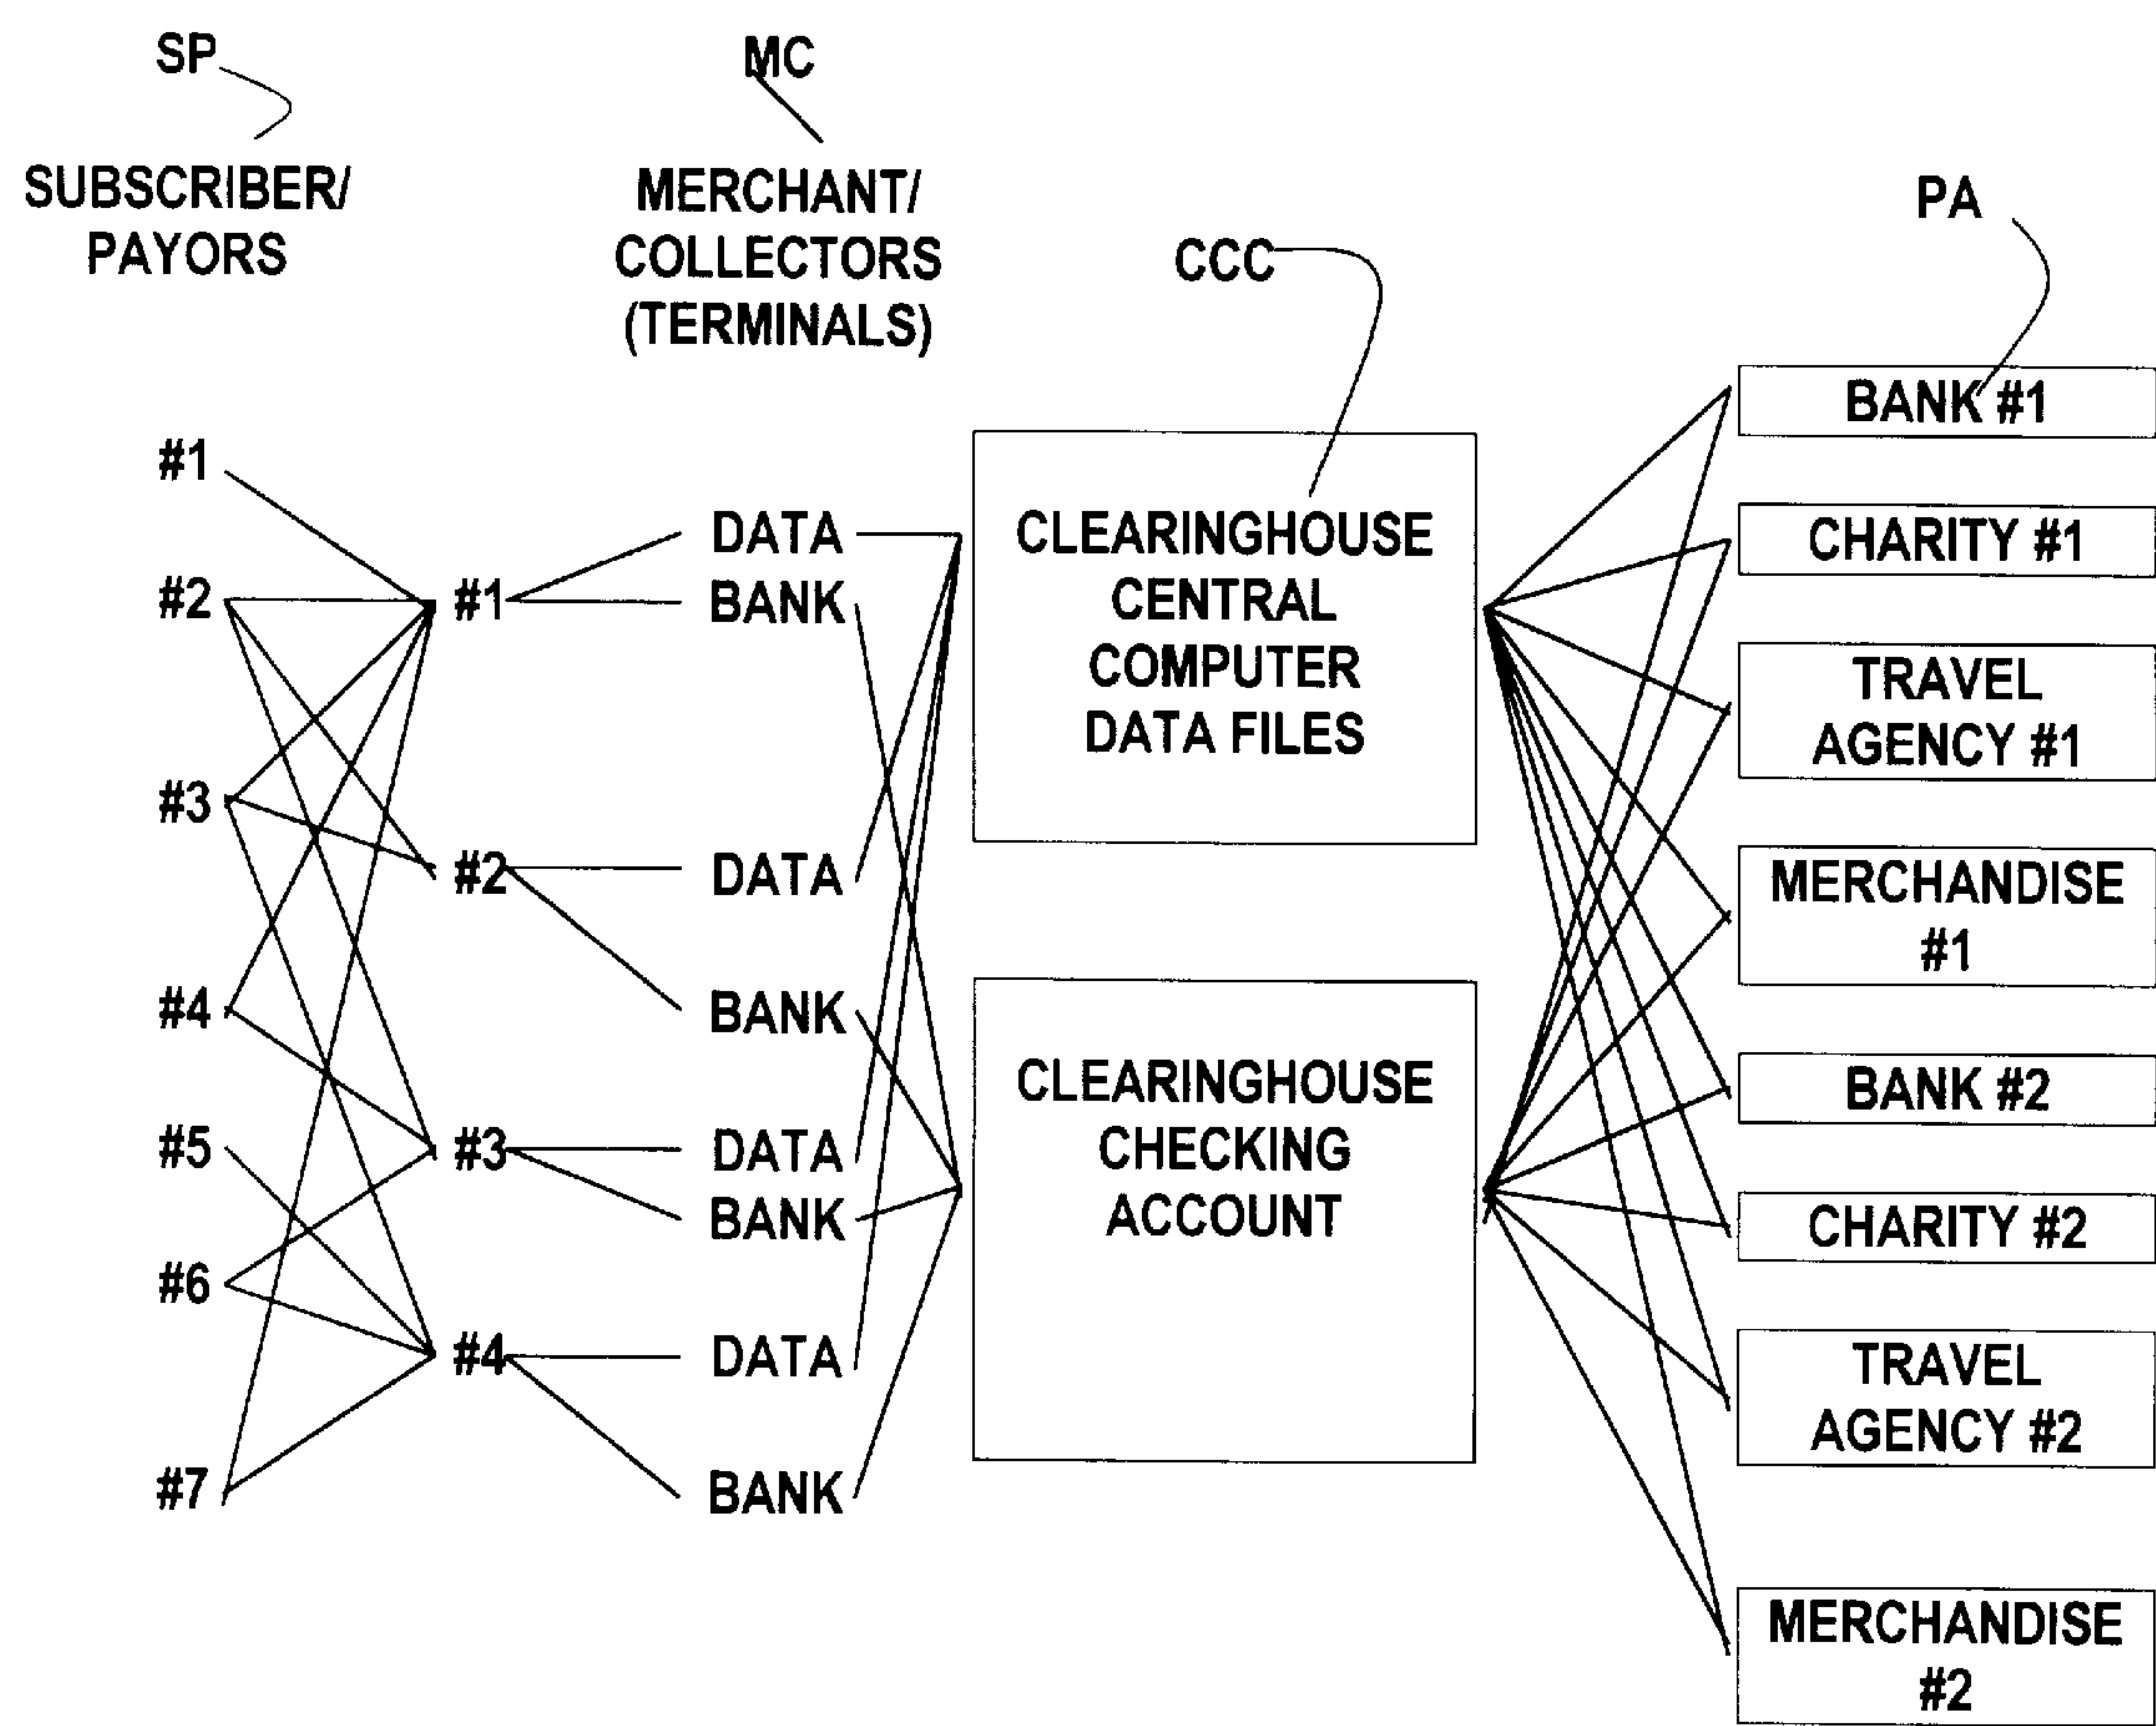 SP
SUBSCRIBER/
PAYORS
#1
#2
#3
#4
#5
#6
#7
MC
MERCHANT/
COLLECTORS
(TERMINALS)
#1
DATA
BANK
#2
DATA
BANK
#3
DATA
BANK
#4
DATA
BANK
CCC
CLEARINGHOUSE
CENTRAL
COMPUTER
DATA FILES
CLEARINGHOUSE
CHECKING
ACCOUNT
PA
BANK #1
CHARITY #1
TRAVEL
AGENCY #1
MERCHANDISE
#1
BANK #2
CHARITY #2
TRAVEL
AGENCY #2
MERCHANDISE
#2